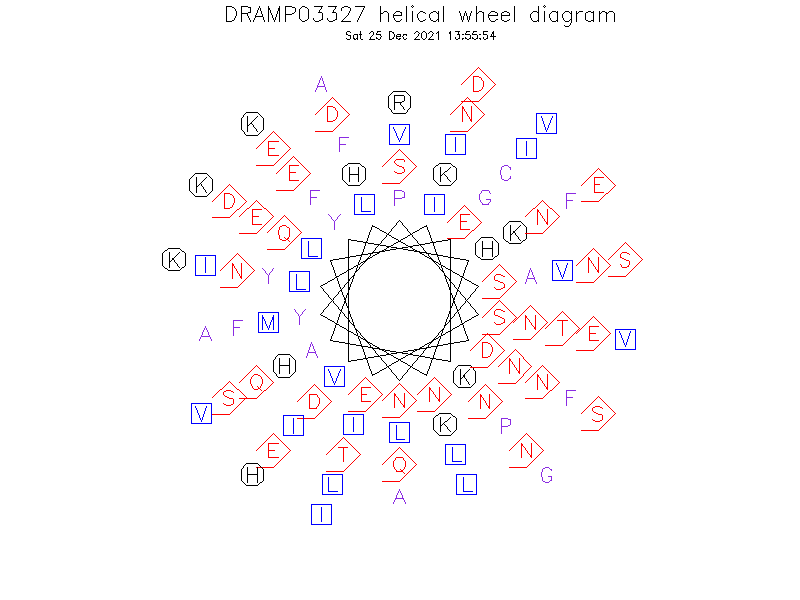 DRAMP03327 helical wheel diagram
Sat 25 Dec 2021 13:55:54
A D
R
D N
K V
V
E F I I
S
E H K C
K E
D F L P I G F
E Y E N
Q K
L H
K I N Y L S A V N S
A F M Y S N T E V
A D
H V K N
Q N
S D E N N N F
V S
I I K P
L
E T L N
Q
H G
L L
A
I